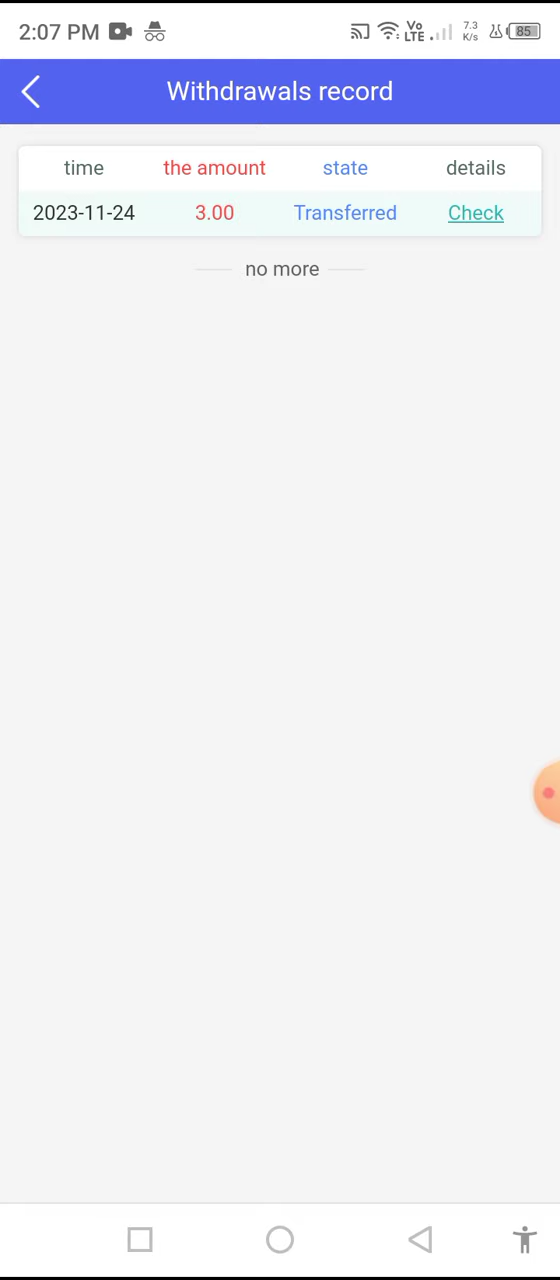 2:07 PM Vo LTE 7.3 K/s 85
Withdrawals record
time the amount state details
2023-11-24 3.00 Transferred Check
no more